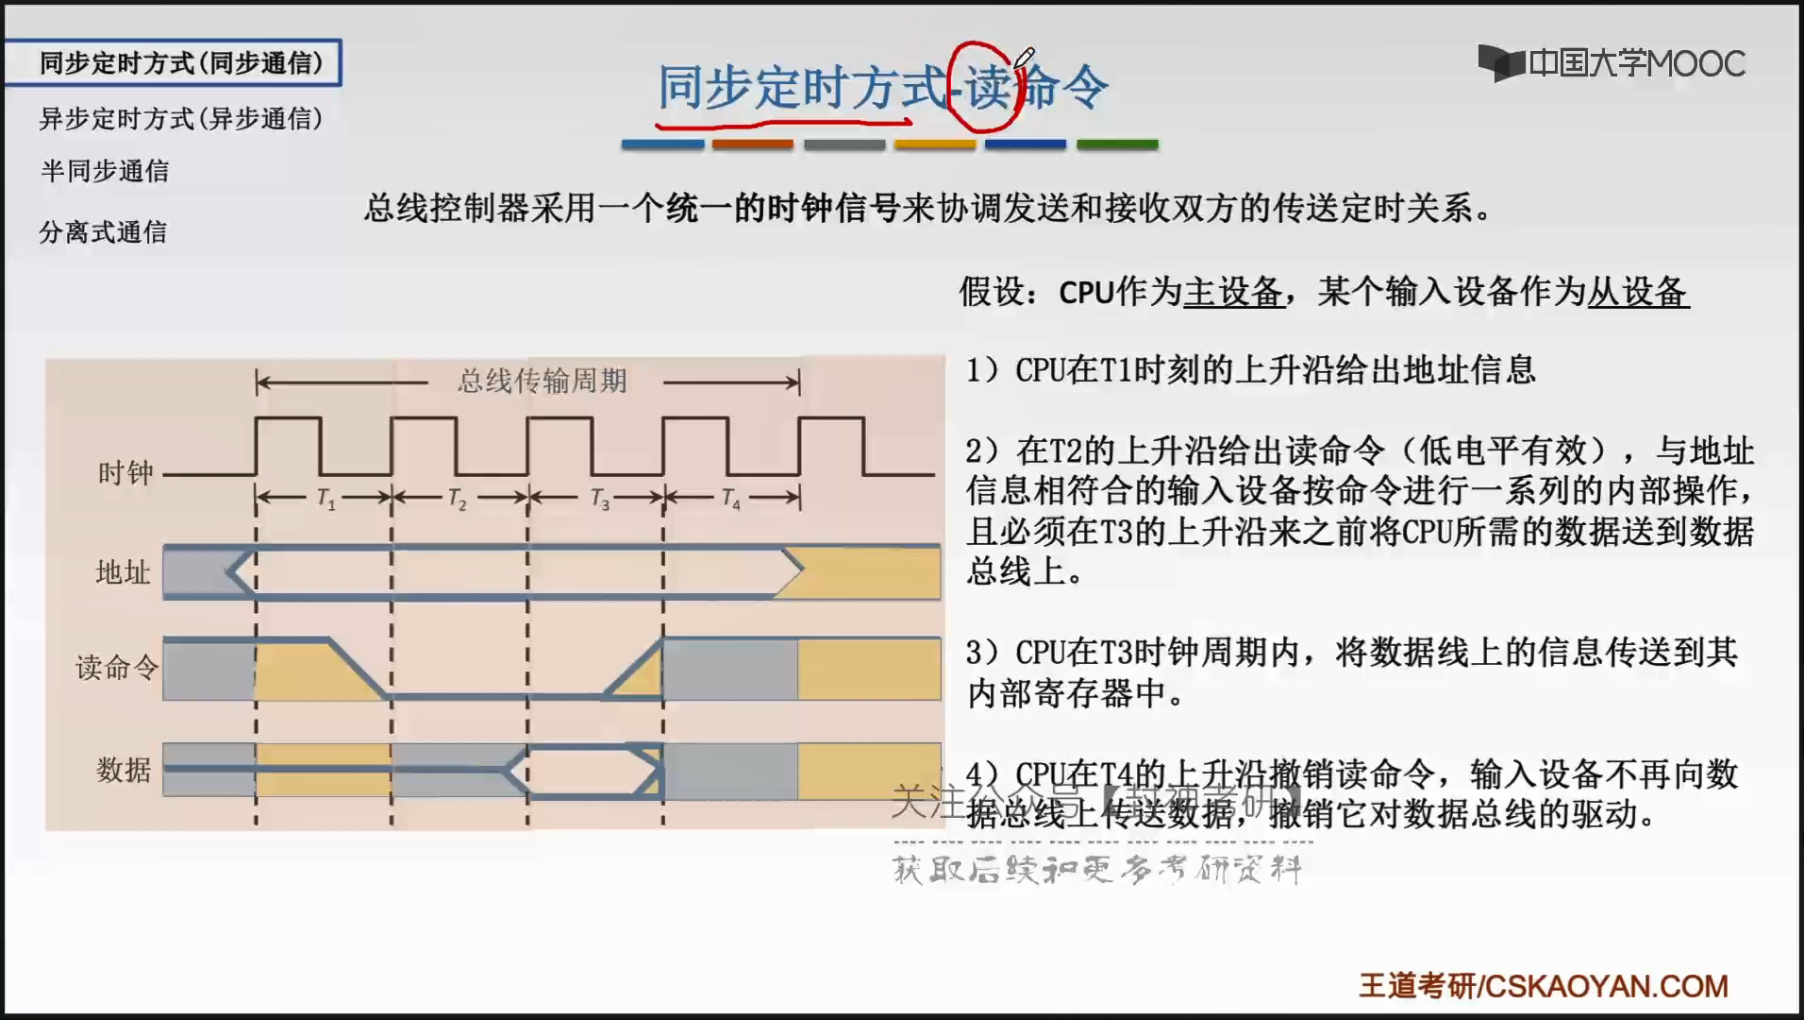 同步定时方式(同步通信)
异步定时方式(异步通信)
半同步通信
分离式通信
同步定时方式-读命令
中国大学MOOC
总线控制器采用一个统一的时钟信号来协调发送和接收双方的传送定时关系。
假设：CPU作为主设备，某个输入设备作为从设备
总线传输周期
时钟
T1 T2 T3 T4
地址
读命令
数据
1）CPU在T1时刻的上升沿给出地址信息
2）在T2的上升沿给出读命令（低电平有效），与地址
信息相符合的输入设备按命令进行一系列的内部操作，
且必须在T3的上升沿来之前将CPU所需的数据送到数据
总线上。
3）CPU在T3时钟周期内，将数据线上的信息传送到其
内部寄存器中。
4）CPU在T4的上升沿撤销读命令，输入设备不再向数
据总线上传送数据，撤销它对数据总线的驱动。
关注公众号【封神考研】
获取后续和更多考研资料
王道考研/CSKAOYAN.COM